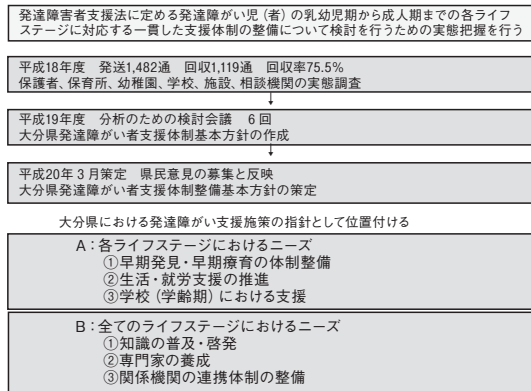 発達障害者支援法に定める発達障がい児（者）の乳幼児期から成人期までの各ライフ
ステージに対応する一貫した支援体制の整備について検討を行うための実態把握を行う
平成18年度　発送1,482通　回収1,119通　回収率75.5％
保護者、保育所、幼稚園、学校、施設、相談機関の実態調査
平成19年度　分析のための検討会議　６回
大分県発達障がい者支援体制基本方針の作成
平成20年３月策定　県民意見の募集と反映
大分県発達障がい者支援体制整備基本方針の策定
大分県における発達障がい支援施策の指針として位置付ける
A：各ライフステージにおけるニーズ
①早期発見・早期療育の体制整備
②生活・就労支援の推進
③学校（学齢期）における支援
B：全てのライフステージにおけるニーズ
①知識の普及・啓発
②専門家の養成
③関係機関の連携体制の整備